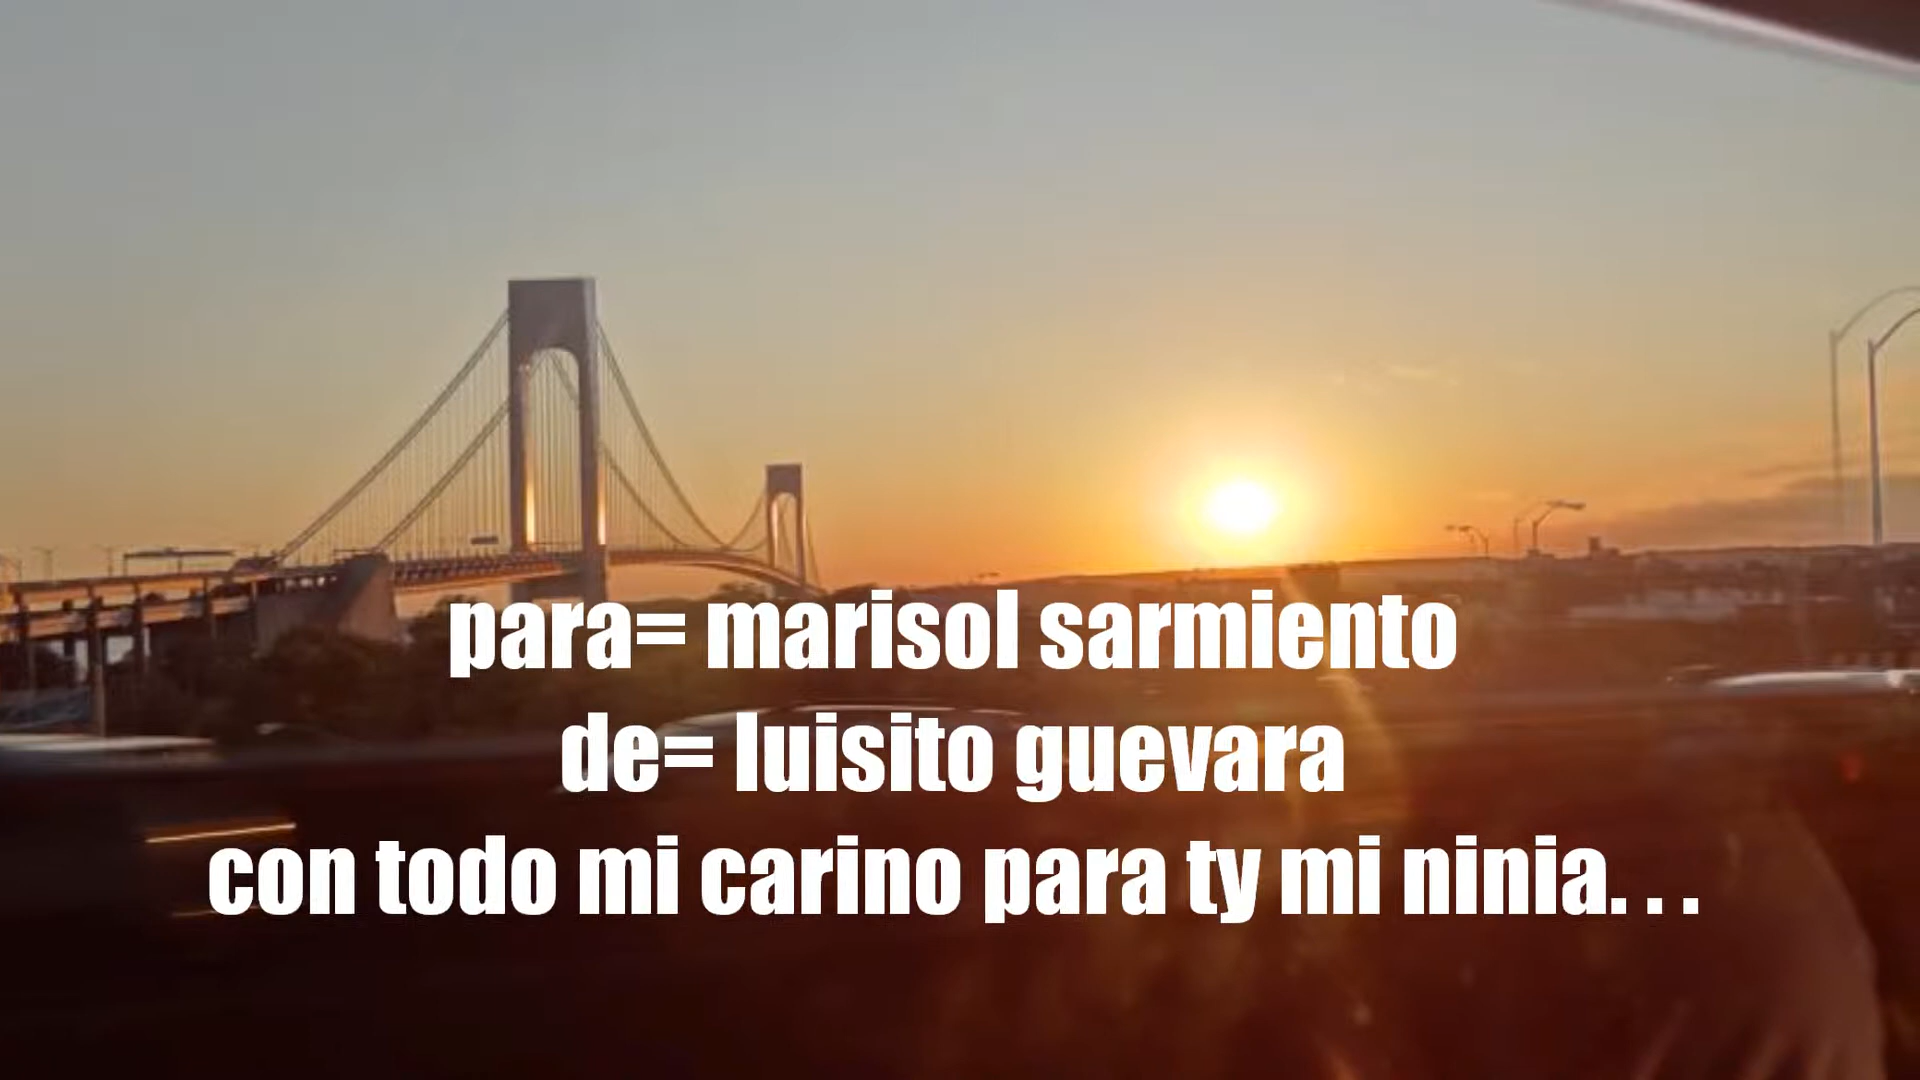 para= marisol sarmiento
de= luisito guevara
con todo mi carino para ty mi ninia. . .